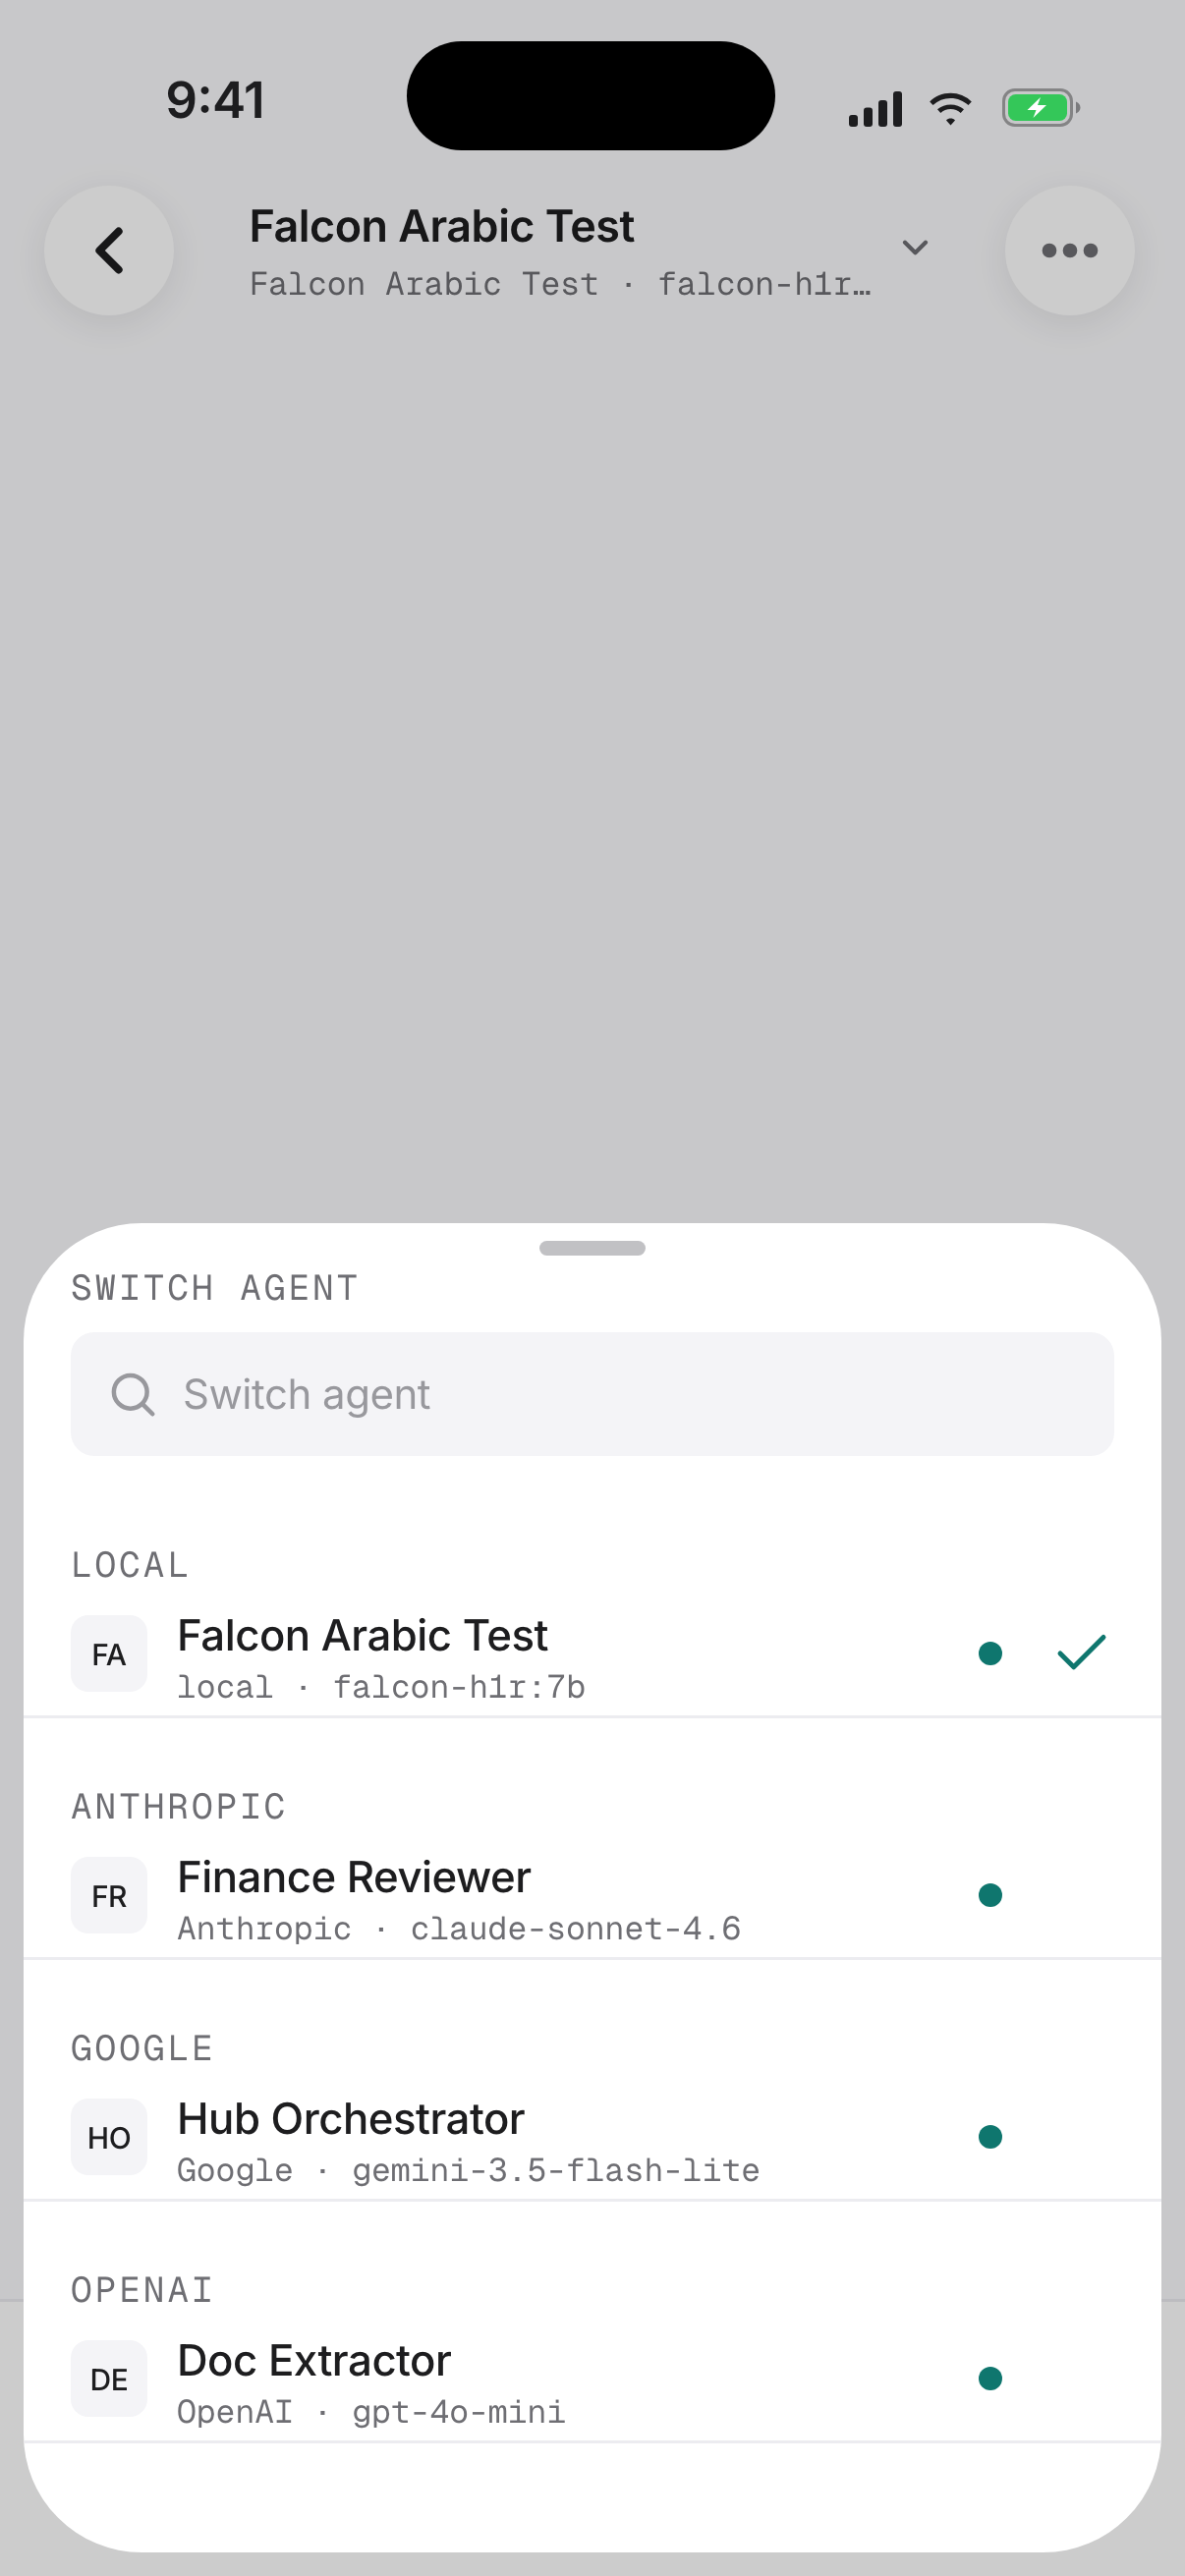 9:41
Falcon Arabic Test
Falcon Arabic Test · falcon-h1r…
SWITCH AGENT
Switch agent
LOCAL
FA
Falcon Arabic Test
local · falcon-h1r:7b
ANTHROPIC
FR
Finance Reviewer
Anthropic · claude-sonnet-4.6
GOOGLE
HO
Hub Orchestrator
Google · gemini-3.5-flash-lite
OPENAI
DE
Doc Extractor
OpenAI · gpt-4o-mini